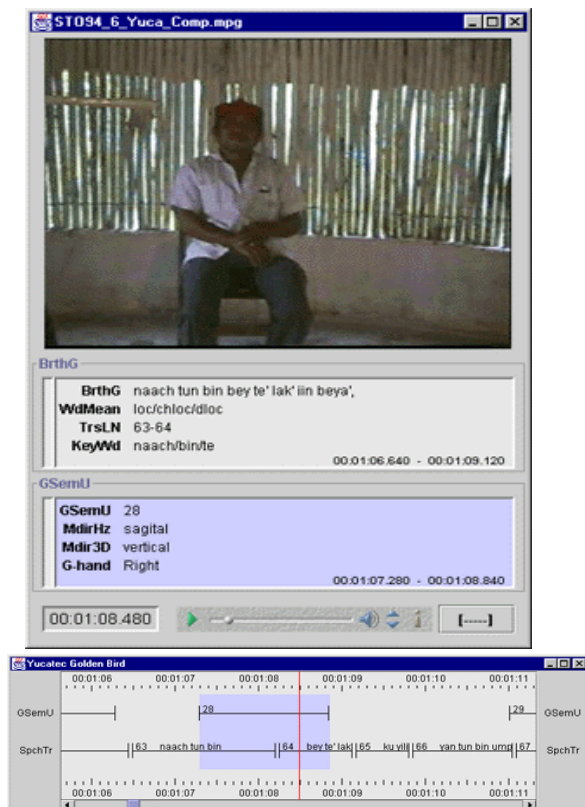 STO94_6_Yuca_Comp.mpg
BrthG
BrthG naach tun bin bey te' lak' iin beya',
WdMean loc/chloc/dloc
TrsLN 63-64
KeyWd naach/bin/te
00:01:06.640 - 00:01:09.120
GSemU
GSemU 28
MdirHz sagital
Mdir3D vertical
G-hand Right
00:01:07.280 - 00:01:08.840
00:01:08.480 [-----]
Yucatec Golden Bird
00:01:06 00:01:07 00:01:08 00:01:09 00:01:10 00:01:11
GSemU 28 29 GSemU
SpchTr 63 naach tun bin 64 bey te' lak 65 ku yili 66 van tun bin ump 67 SpchTr
00:01:06 00:01:07 00:01:08 00:01:09 00:01:10 00:01:11